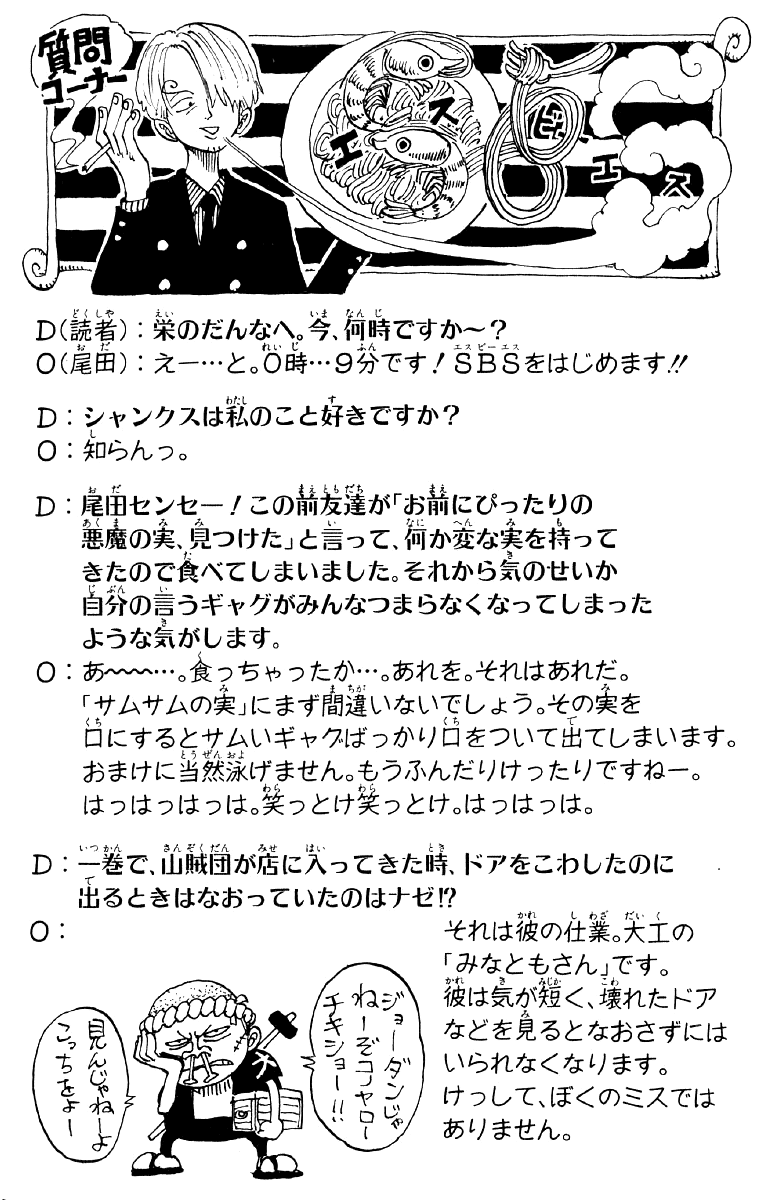 質問
コーナー
エス
ビー
エス
D(読者):栄のだんなへ。今、何時ですか〜?
O(尾田):えー…と。0時…9分です!SBSをはじめます!!
D:シャンクスは私のこと好きですか?
O:知らんっ。
D:尾田センセー!この前友達が「お前にぴったりの
悪魔の実、見つけた」と言って、何か変な実を持って
きたので食べてしまいました。それから気のせいか
自分の言うギャグがみんなつまらなくなってしまった
ような気がします。
O:あ〜〜〜…。食っちゃったか…。あれを。それはあれだ。
「サムサムの実」にまず間違いないでしょう。その実を
口にするとサムいギャグばっかり口をついて出てしまいます。
おまけに当然泳げません。もうふんだりけったりですねー。
はっはっはっは。笑っとけ笑っとけ。はっはっは。
D:一巻で、山賊団が店に入ってきた時、ドアをこわしたのに
出るときはなおっていたのはナゼ!?
O:
それは彼の仕業。大工の
「みなともさん」です。
彼は気が短く、壊れたドア
などを見るとなおさずには
いられなくなります。
けっして、ぼくのミスでは
ありません。
ジョーダンじゃ
ねーぞコノヤロー
チキショー!!
見んじゃねーよ
こっちをよー
大